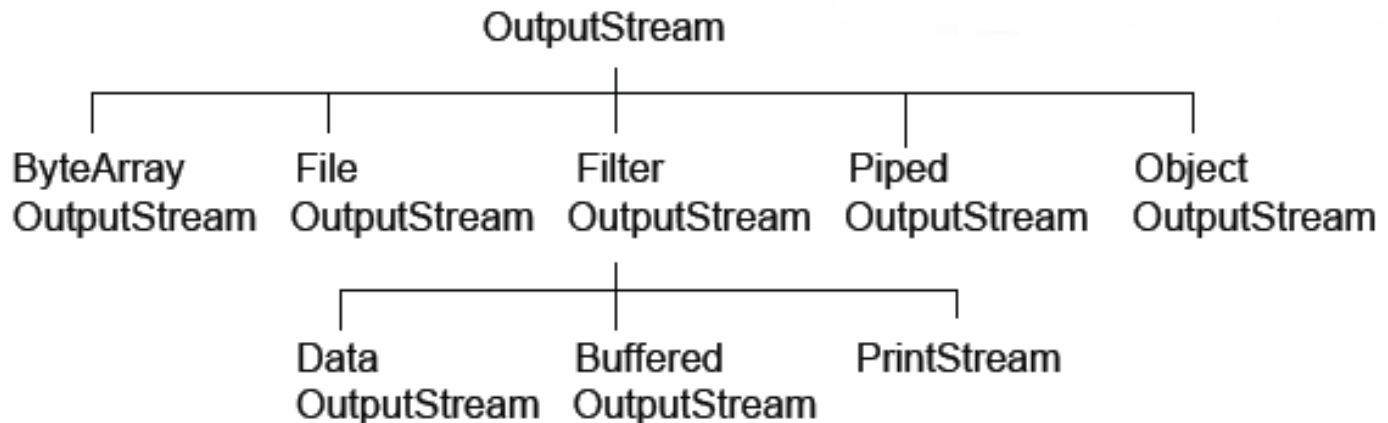 OutputStream
ByteArray File Filter Piped Object
OutputStream OutputStream OutputStream OutputStream OutputStream
Data Buffered PrintStream
OutputStream OutputStream